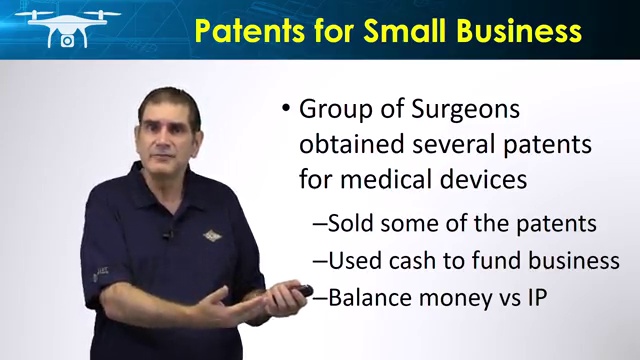 Patents for Small Business
• Group of Surgeons
obtained several patents
for medical devices
–Sold some of the patents
–Used cash to fund business
–Balance money vs IP